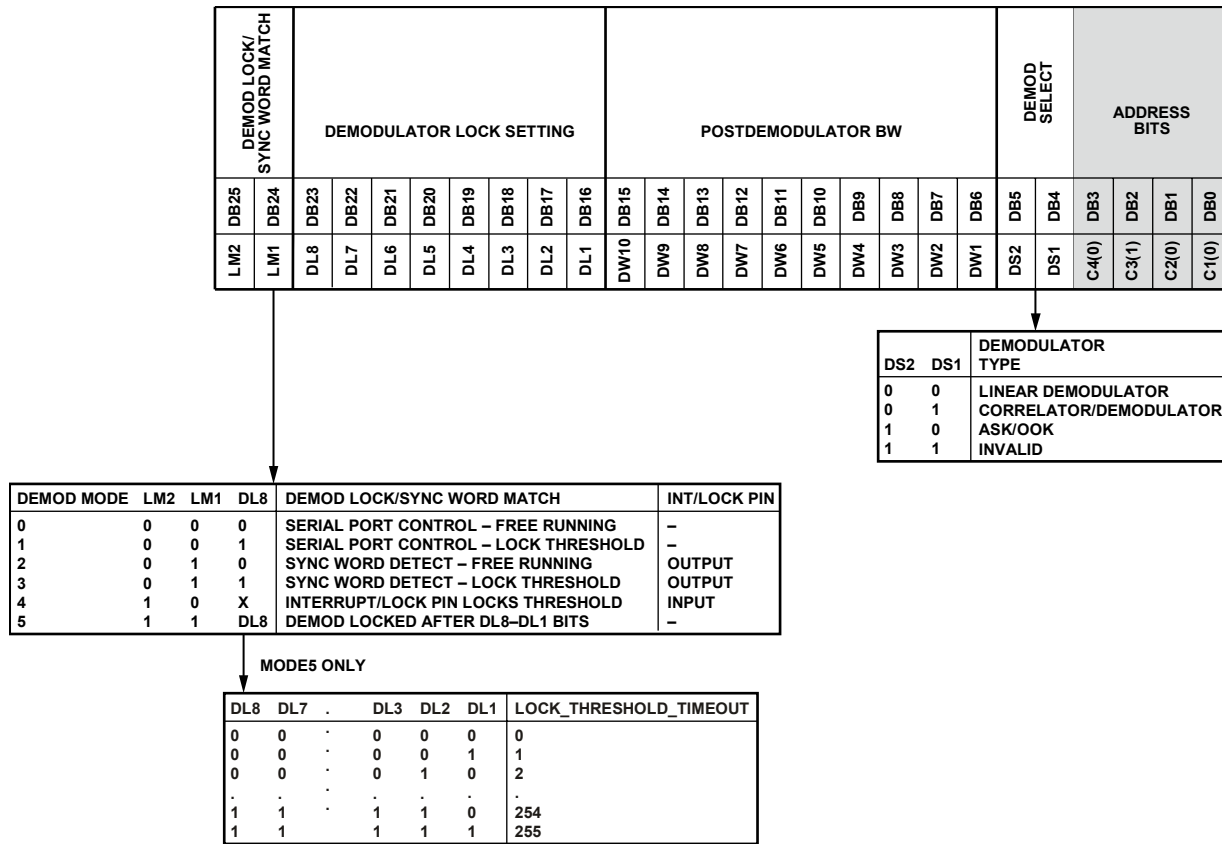 DEMOD LOCK/
SYNC WORD MATCH
DEMODULATOR LOCK SETTING
POSTDEMODULATOR BW
DEMOD
SELECT
ADDRESS
BITS
DB25 DB24 DB23 DB22 DB21 DB20 DB19 DB18 DB17 DB16 DB15 DB14 DB13 DB12 DB11 DB10 DB9 DB8 DB7 DB6 DB5 DB4 DB3 DB2 DB1 DB0
LM2 LM1 DL8 DL7 DL6 DL5 DL4 DL3 DL2 DL1 DW10 DW9 DW8 DW7 DW6 DW5 DW4 DW3 DW2 DW1 DS2 DS1 C4(0) C3(1) C2(0) C1(0)
DEMODULATOR
DS2 DS1 TYPE
0 0 LINEAR DEMODULATOR
0 1 CORRELATOR/DEMODULATOR
1 0 ASK/OOK
1 1 INVALID
DEMOD MODE LM2 LM1 DL8 DEMOD LOCK/SYNC WORD MATCH INT/LOCK PIN
0 0 0 0 SERIAL PORT CONTROL – FREE RUNNING –
1 0 0 1 SERIAL PORT CONTROL – LOCK THRESHOLD –
2 0 1 0 SYNC WORD DETECT – FREE RUNNING OUTPUT
3 0 1 1 SYNC WORD DETECT – LOCK THRESHOLD OUTPUT
4 1 0 X INTERRUPT/LOCK PIN LOCKS THRESHOLD INPUT
5 1 1 DL8 DEMOD LOCKED AFTER DL8–DL1 BITS –
MODE5 ONLY
DL8 DL7 . DL3 DL2 DL1 LOCK_THRESHOLD_TIMEOUT
0 0 . 0 0 0 0
0 0 . 0 0 1 1
0 0 . 0 1 0 2
. . . . . . .
1 1 . 1 1 0 254
1 1 1 1 1 255